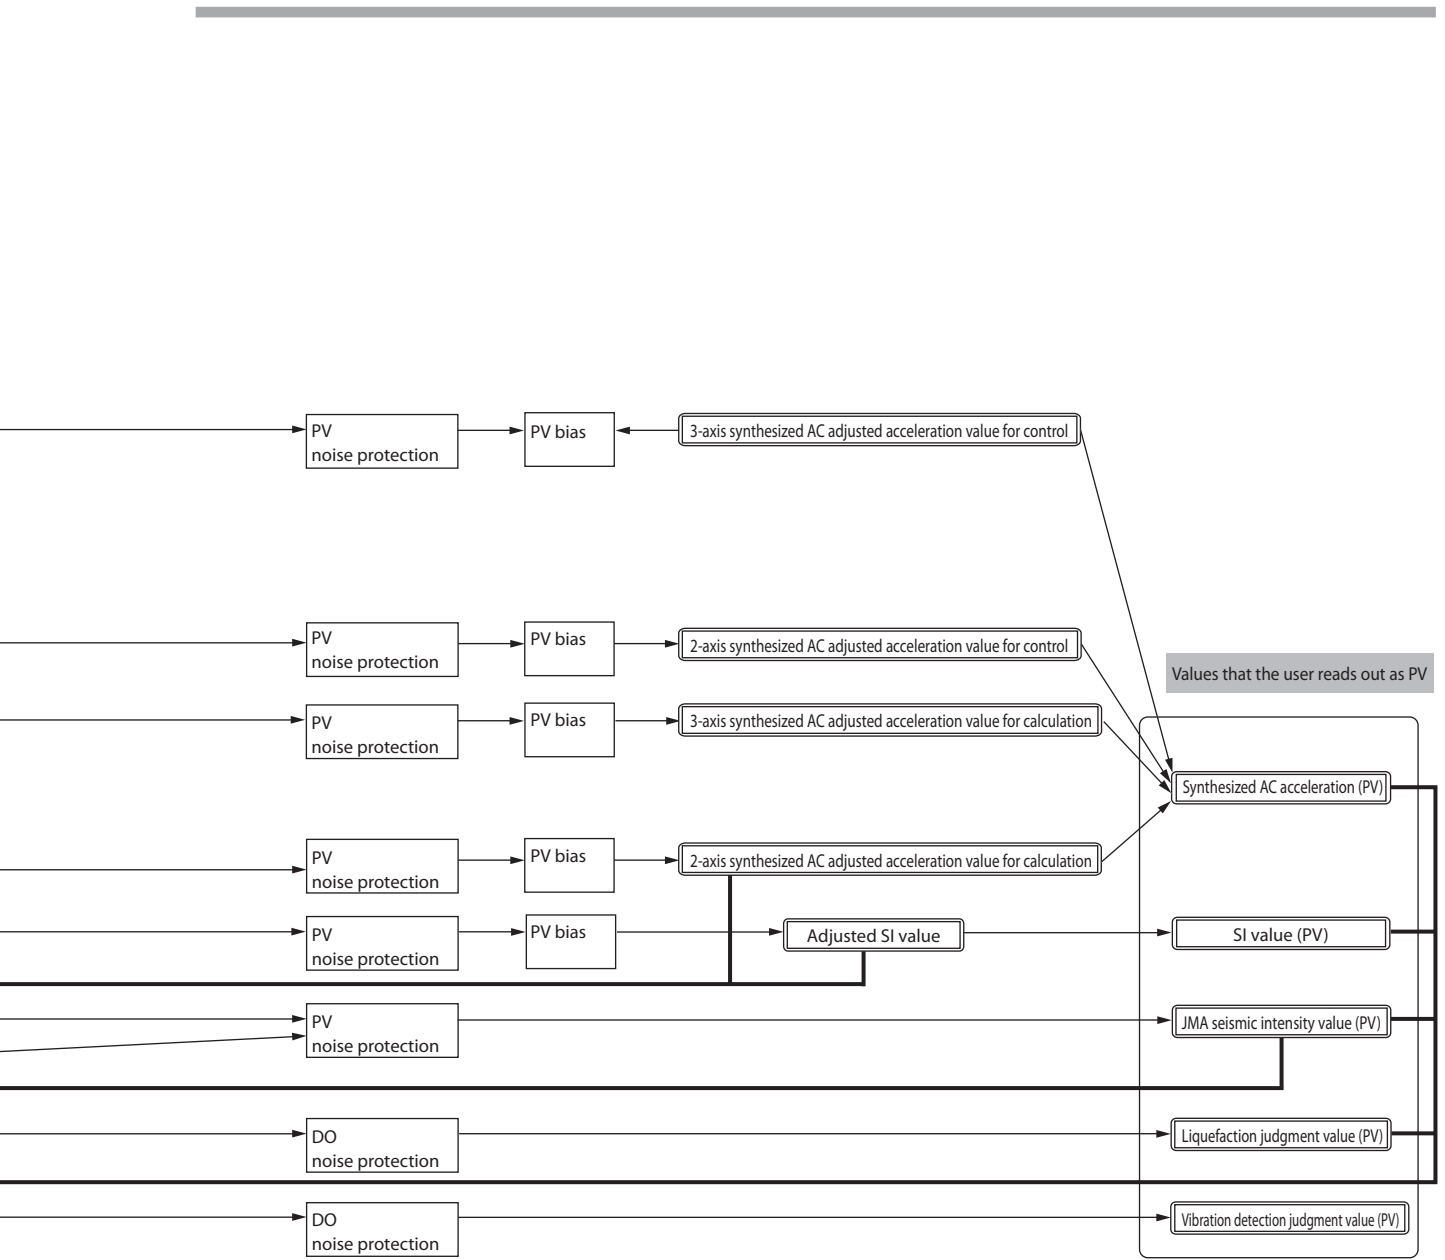 PV
noise protection
PV bias
3-axis synthesized AC adjusted acceleration value for control
PV
noise protection
PV bias
2-axis synthesized AC adjusted acceleration value for control
Values that the user reads out as PV
PV
noise protection
PV bias
3-axis synthesized AC adjusted acceleration value for calculation
Synthesized AC acceleration (PV)
PV
noise protection
PV bias
2-axis synthesized AC adjusted acceleration value for calculation
PV
noise protection
PV bias
Adjusted SI value
SI value (PV)
PV
noise protection
JMA seismic intensity value (PV)
DO
noise protection
Liquefaction judgment value (PV)
DO
noise protection
Vibration detection judgment value (PV)